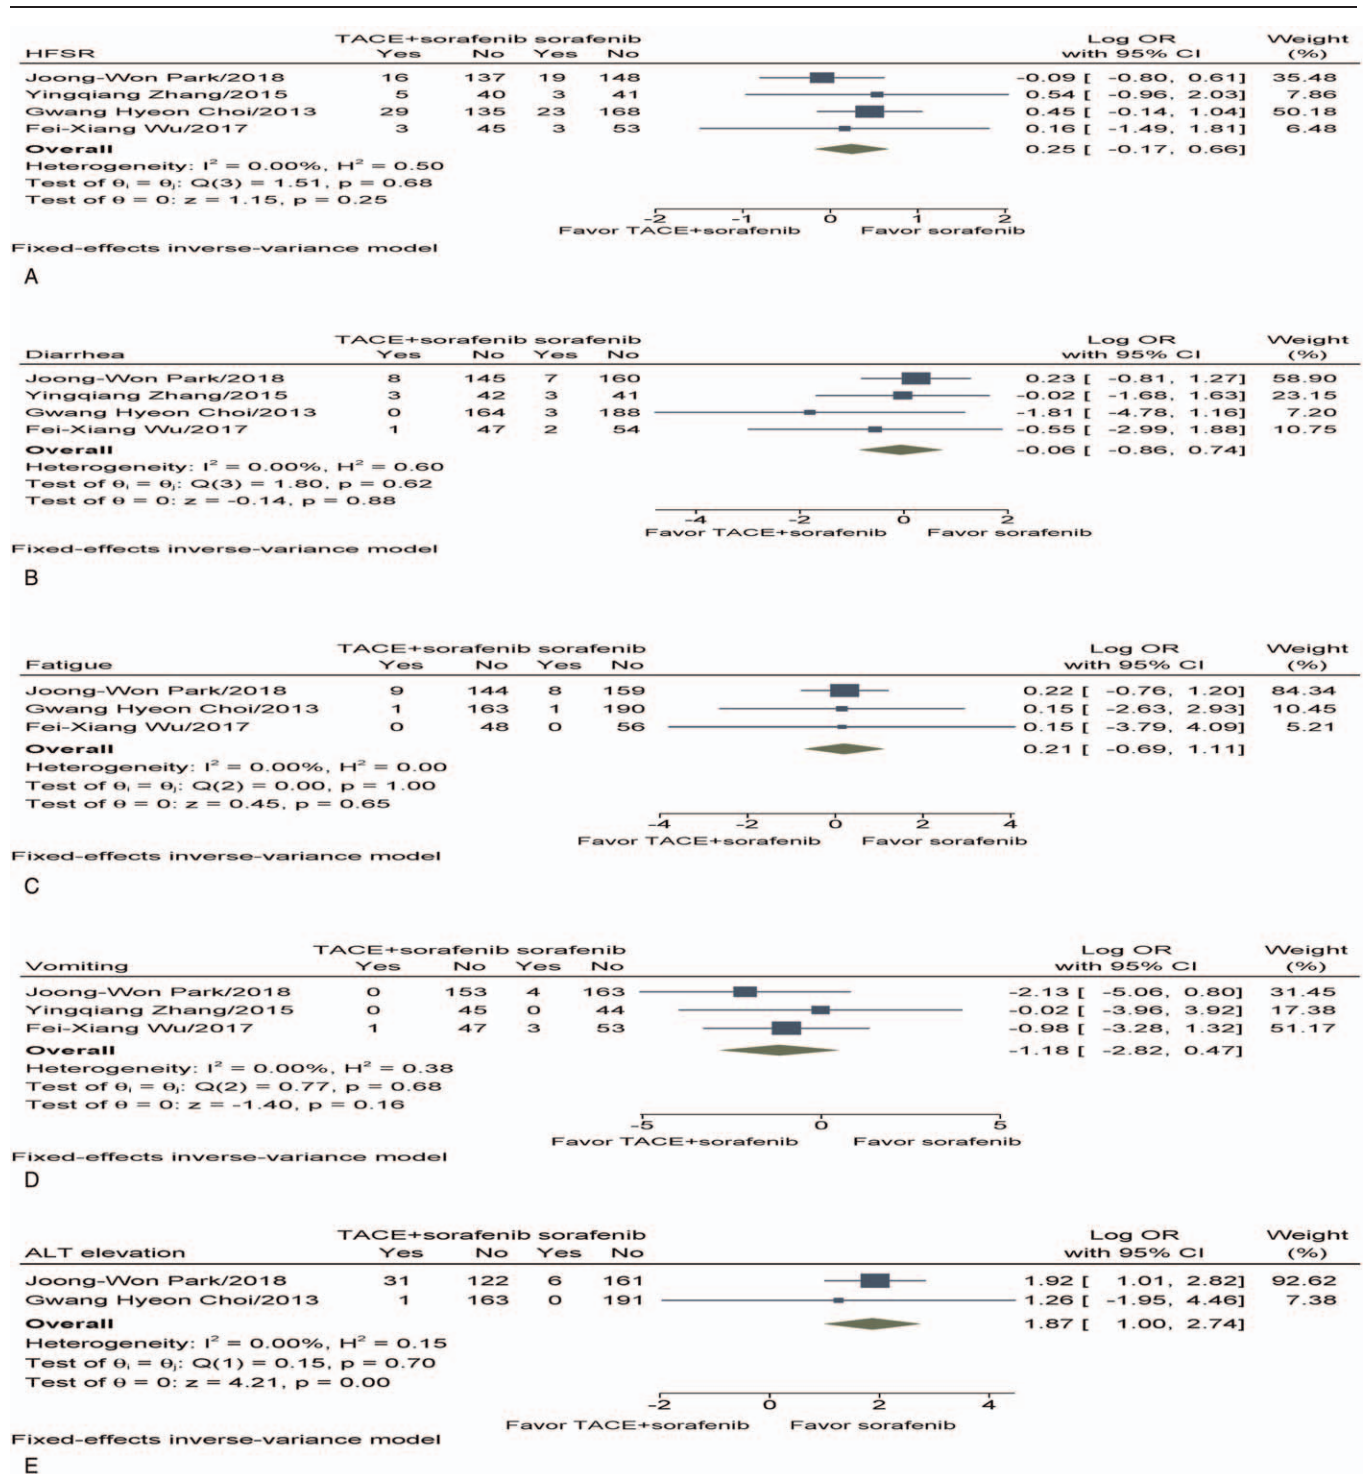 TACE+sorafenib sorafenib Log OR Weight
HFSR Yes No Yes No with 95% CI (%)
Joong-Won Park/2018 16 137 19 148 -0.09 [ -0.80, 0.61] 35.48
Yingqiang Zhang/2015 5 40 3 41 0.54 [ -0.96, 2.03] 7.86
Gwang Hyeon Choi/2013 29 135 23 168 0.45 [ -0.14, 1.04] 50.18
Fei-Xiang Wu/2017 3 45 3 53 0.16 [ -1.49, 1.81] 6.48
Overall 0.25 [ -0.17, 0.66]
Heterogeneity: I² = 0.00%, H² = 0.50
Test of θᵢ = θⱼ: Q(3) = 1.51, p = 0.68
Test of θ = 0: z = 1.15, p = 0.25
-2 -1 0 1 2
Favor TACE+sorafenib Favor sorafenib
Fixed-effects inverse-variance model
A
TACE+sorafenib sorafenib Log OR Weight
Diarrhea Yes No Yes No with 95% CI (%)
Joong-Won Park/2018 8 145 7 160 0.23 [ -0.81, 1.27] 58.90
Yingqiang Zhang/2015 3 42 3 41 -0.02 [ -1.68, 1.63] 23.15
Gwang Hyeon Choi/2013 0 164 3 188 -1.81 [ -4.78, 1.16] 7.20
Fei-Xiang Wu/2017 1 47 2 54 -0.55 [ -2.99, 1.88] 10.75
Overall -0.06 [ -0.86, 0.74]
Heterogeneity: I² = 0.00%, H² = 0.60
Test of θᵢ = θⱼ: Q(3) = 1.80, p = 0.62
Test of θ = 0: z = -0.14, p = 0.88
-4 -2 0 2
Favor TACE+sorafenib Favor sorafenib
Fixed-effects inverse-variance model
B
TACE+sorafenib sorafenib Log OR Weight
Fatigue Yes No Yes No with 95% CI (%)
Joong-Won Park/2018 9 144 8 159 0.22 [ -0.76, 1.20] 84.34
Gwang Hyeon Choi/2013 1 163 1 190 0.15 [ -2.63, 2.93] 10.45
Fei-Xiang Wu/2017 0 48 0 56 0.15 [ -3.79, 4.09] 5.21
Overall 0.21 [ -0.69, 1.11]
Heterogeneity: I² = 0.00%, H² = 0.00
Test of θᵢ = θⱼ: Q(2) = 0.00, p = 1.00
Test of θ = 0: z = 0.45, p = 0.65
-4 -2 0 2 4
Favor TACE+sorafenib Favor sorafenib
Fixed-effects inverse-variance model
C
TACE+sorafenib sorafenib Log OR Weight
Vomiting Yes No Yes No with 95% CI (%)
Joong-Won Park/2018 0 153 4 163 -2.13 [ -5.06, 0.80] 31.45
Yingqiang Zhang/2015 0 45 0 44 -0.02 [ -3.96, 3.92] 17.38
Fei-Xiang Wu/2017 1 47 3 53 -0.98 [ -3.28, 1.32] 51.17
Overall -1.18 [ -2.82, 0.47]
Heterogeneity: I² = 0.00%, H² = 0.38
Test of θᵢ = θⱼ: Q(2) = 0.77, p = 0.68
Test of θ = 0: z = -1.40, p = 0.16
-5 0 5
Favor TACE+sorafenib Favor sorafenib
Fixed-effects inverse-variance model
D
TACE+sorafenib sorafenib Log OR Weight
ALT elevation Yes No Yes No with 95% CI (%)
Joong-Won Park/2018 31 122 6 161 1.92 [ 1.01, 2.82] 92.62
Gwang Hyeon Choi/2013 1 163 0 191 1.26 [ -1.95, 4.46] 7.38
Overall 1.87 [ 1.00, 2.74]
Heterogeneity: I² = 0.00%, H² = 0.15
Test of θᵢ = θⱼ: Q(1) = 0.15, p = 0.70
Test of θ = 0: z = 4.21, p = 0.00
-2 0 2 4
Favor TACE+sorafenib Favor sorafenib
Fixed-effects inverse-variance model
E